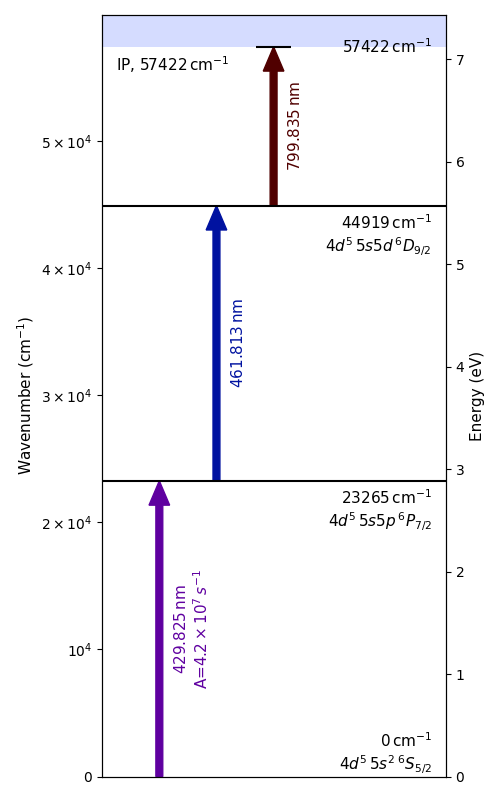 57422 cm⁻¹
IP, 57422 cm⁻¹
799.835 nm
44919 cm⁻¹
4d⁵ 5s5d ⁶D₉/₂
461.813 nm
23265 cm⁻¹
4d⁵ 5s5p ⁶P₇/₂
429.825 nm
A=4.2 × 10⁷ s⁻¹
0 cm⁻¹
4d⁵ 5s² ⁶S₅/₂
Wavenumber (cm⁻¹)
5 × 10⁴
4 × 10⁴
3 × 10⁴
2 × 10⁴
10⁴
0
Energy (eV)
7
6
5
4
3
2
1
0